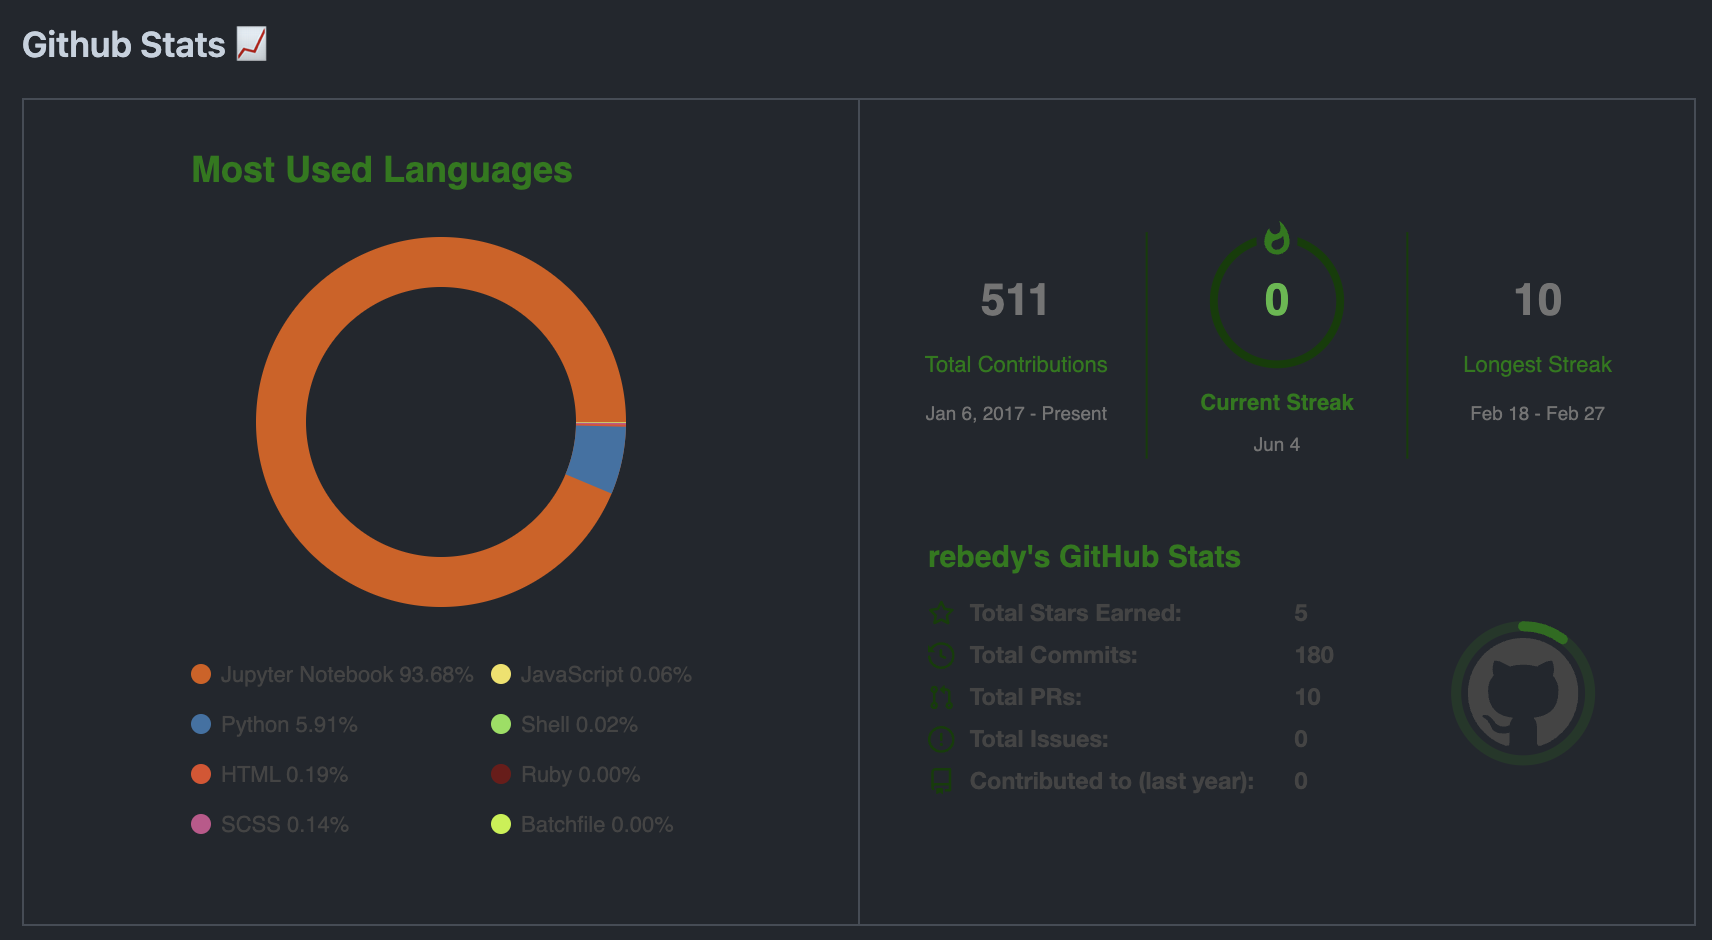 Github Stats 📈
Most Used Languages
Jupyter Notebook 93.68%
Python 5.91%
HTML 0.19%
SCSS 0.14%
JavaScript 0.06%
Shell 0.02%
Ruby 0.00%
Batchfile 0.00%
511
Total Contributions
Jan 6, 2017 - Present
0
Current Streak
Jun 4
10
Longest Streak
Feb 18 - Feb 27
rebedy's GitHub Stats
Total Stars Earned: 5
Total Commits: 180
Total PRs: 10
Total Issues: 0
Contributed to (last year): 0